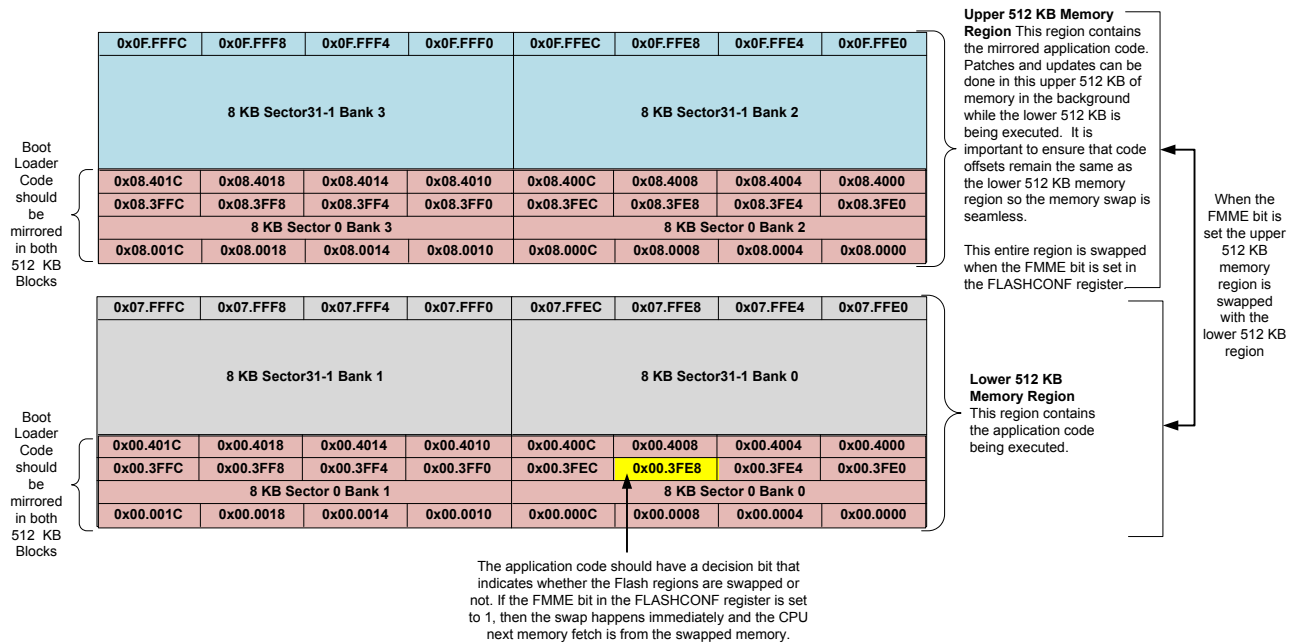 0x0F.FFFC 0x0F.FFF8 0x0F.FFF4 0x0F.FFF0 0x0F.FFEC 0x0F.FFE8 0x0F.FFE4 0x0F.FFE0
8 KB Sector31-1 Bank 3 8 KB Sector31-1 Bank 2
0x08.401C 0x08.4018 0x08.4014 0x08.4010 0x08.400C 0x08.4008 0x08.4004 0x08.4000
0x08.3FFC 0x08.3FF8 0x08.3FF4 0x08.3FF0 0x08.3FEC 0x08.3FE8 0x08.3FE4 0x08.3FE0
8 KB Sector 0 Bank 3 8 KB Sector 0 Bank 2
0x08.001C 0x08.0018 0x08.0014 0x08.0010 0x08.000C 0x08.0008 0x08.0004 0x08.0000
Boot
Loader
Code
should
be
mirrored
in both
512 KB
Blocks
Upper 512 KB Memory
Region This region contains
the mirrored application code.
Patches and updates can be
done in this upper 512 KB of
memory in the background
while the lower 512 KB is
being executed. It is
important to ensure that code
offsets remain the same as
the lower 512 KB memory
region so the memory swap is
seamless.
This entire region is swapped
when the FMME bit is set in
the FLASHCONF register.
When the
FMME bit is
set the upper
512 KB
memory
region is
swapped
with the
lower 512 KB
region
0x07.FFFC 0x07.FFF8 0x07.FFF4 0x07.FFF0 0x07.FFEC 0x07.FFE8 0x07.FFE4 0x07.FFE0
8 KB Sector31-1 Bank 1 8 KB Sector31-1 Bank 0
0x00.401C 0x00.4018 0x00.4014 0x00.4010 0x00.400C 0x00.4008 0x00.4004 0x00.4000
0x00.3FFC 0x00.3FF8 0x00.3FF4 0x00.3FF0 0x00.3FEC 0x00.3FE8 0x00.3FE4 0x00.3FE0
8 KB Sector 0 Bank 1 8 KB Sector 0 Bank 0
0x00.001C 0x00.0018 0x00.0014 0x00.0010 0x00.000C 0x00.0008 0x00.0004 0x00.0000
Boot
Loader
Code
should
be
mirrored
in both
512 KB
Blocks
Lower 512 KB
Memory Region
This region contains
the application code
being executed.
The application code should have a decision bit that
indicates whether the Flash regions are swapped or
not. If the FMME bit in the FLASHCONF register is set
to 1, then the swap happens immediately and the CPU
next memory fetch is from the swapped memory.